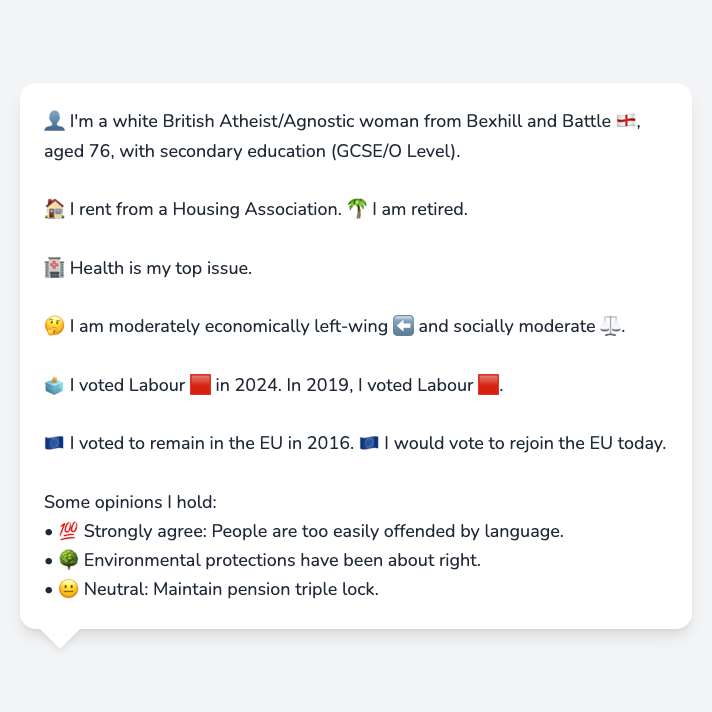 👤 I'm a white British Atheist/Agnostic woman from Bexhill and Battle 🏴󠁧󠁢󠁥󠁮󠁧󠁿,
aged 76, with secondary education (GCSE/O Level).
🏠 I rent from a Housing Association. 🌴 I am retired.
🏥 Health is my top issue.
🤔 I am moderately economically left-wing ⬅️ and socially moderate ⚖️.
🗳️ I voted Labour 🟥 in 2024. In 2019, I voted Labour 🟥.
🇪🇺 I voted to remain in the EU in 2016. 🇪🇺 I would vote to rejoin the EU today.
Some opinions I hold:
• 💯 Strongly agree: People are too easily offended by language.
• 🌳 Environmental protections have been about right.
• 😐 Neutral: Maintain pension triple lock.